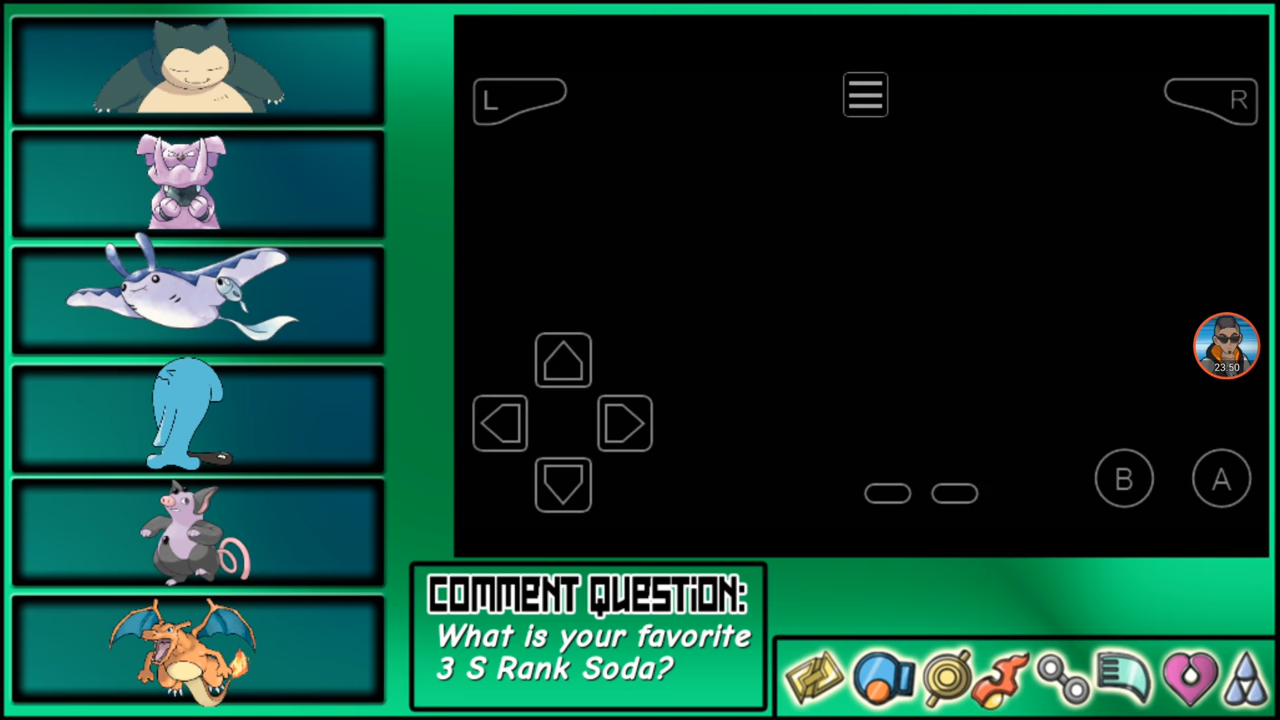 L
R
23:50
B
A
COMMENT QUESTION:
What is your favorite
3 S Rank Soda?